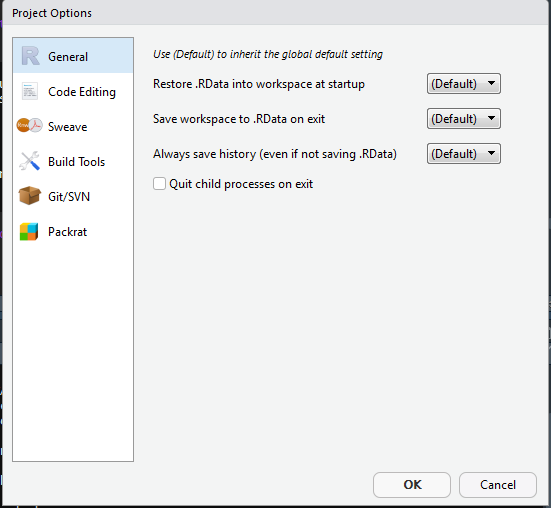 Project Options
General
Code Editing
Sweave
Build Tools
Git/SVN
Packrat
Use (Default) to inherit the global default setting
Restore .RData into workspace at startup (Default)
Save workspace to .RData on exit (Default)
Always save history (even if not saving .RData) (Default)
Quit child processes on exit
OK Cancel